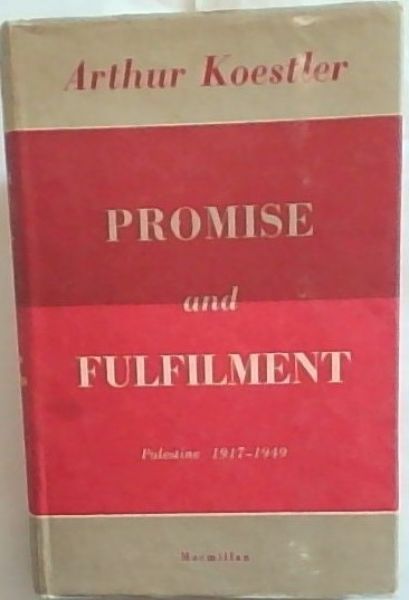 Arthur Koestler
PROMISE
and
FULFILMENT
Palestine 1917-1949
Macmillan